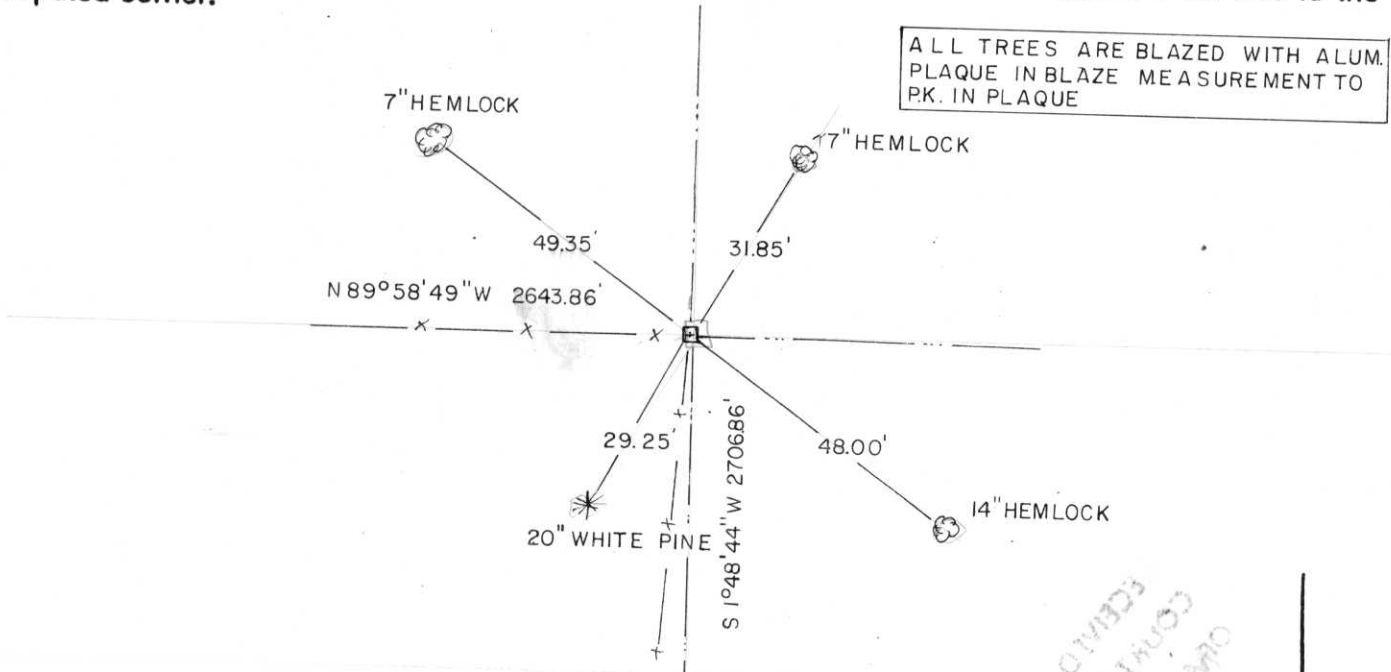 ALL TREES ARE BLAZED WITH ALUM.
PLAQUE IN BLAZE MEASUREMENT TO
P.K. IN PLAQUE
7" HEMLOCK
7" HEMLOCK
49.35'
31.85'
N 89°58'49" W 2643.86'
29.25'
48.00'
S 1°48'44" W 2706.86'
20" WHITE PINE
14" HEMLOCK